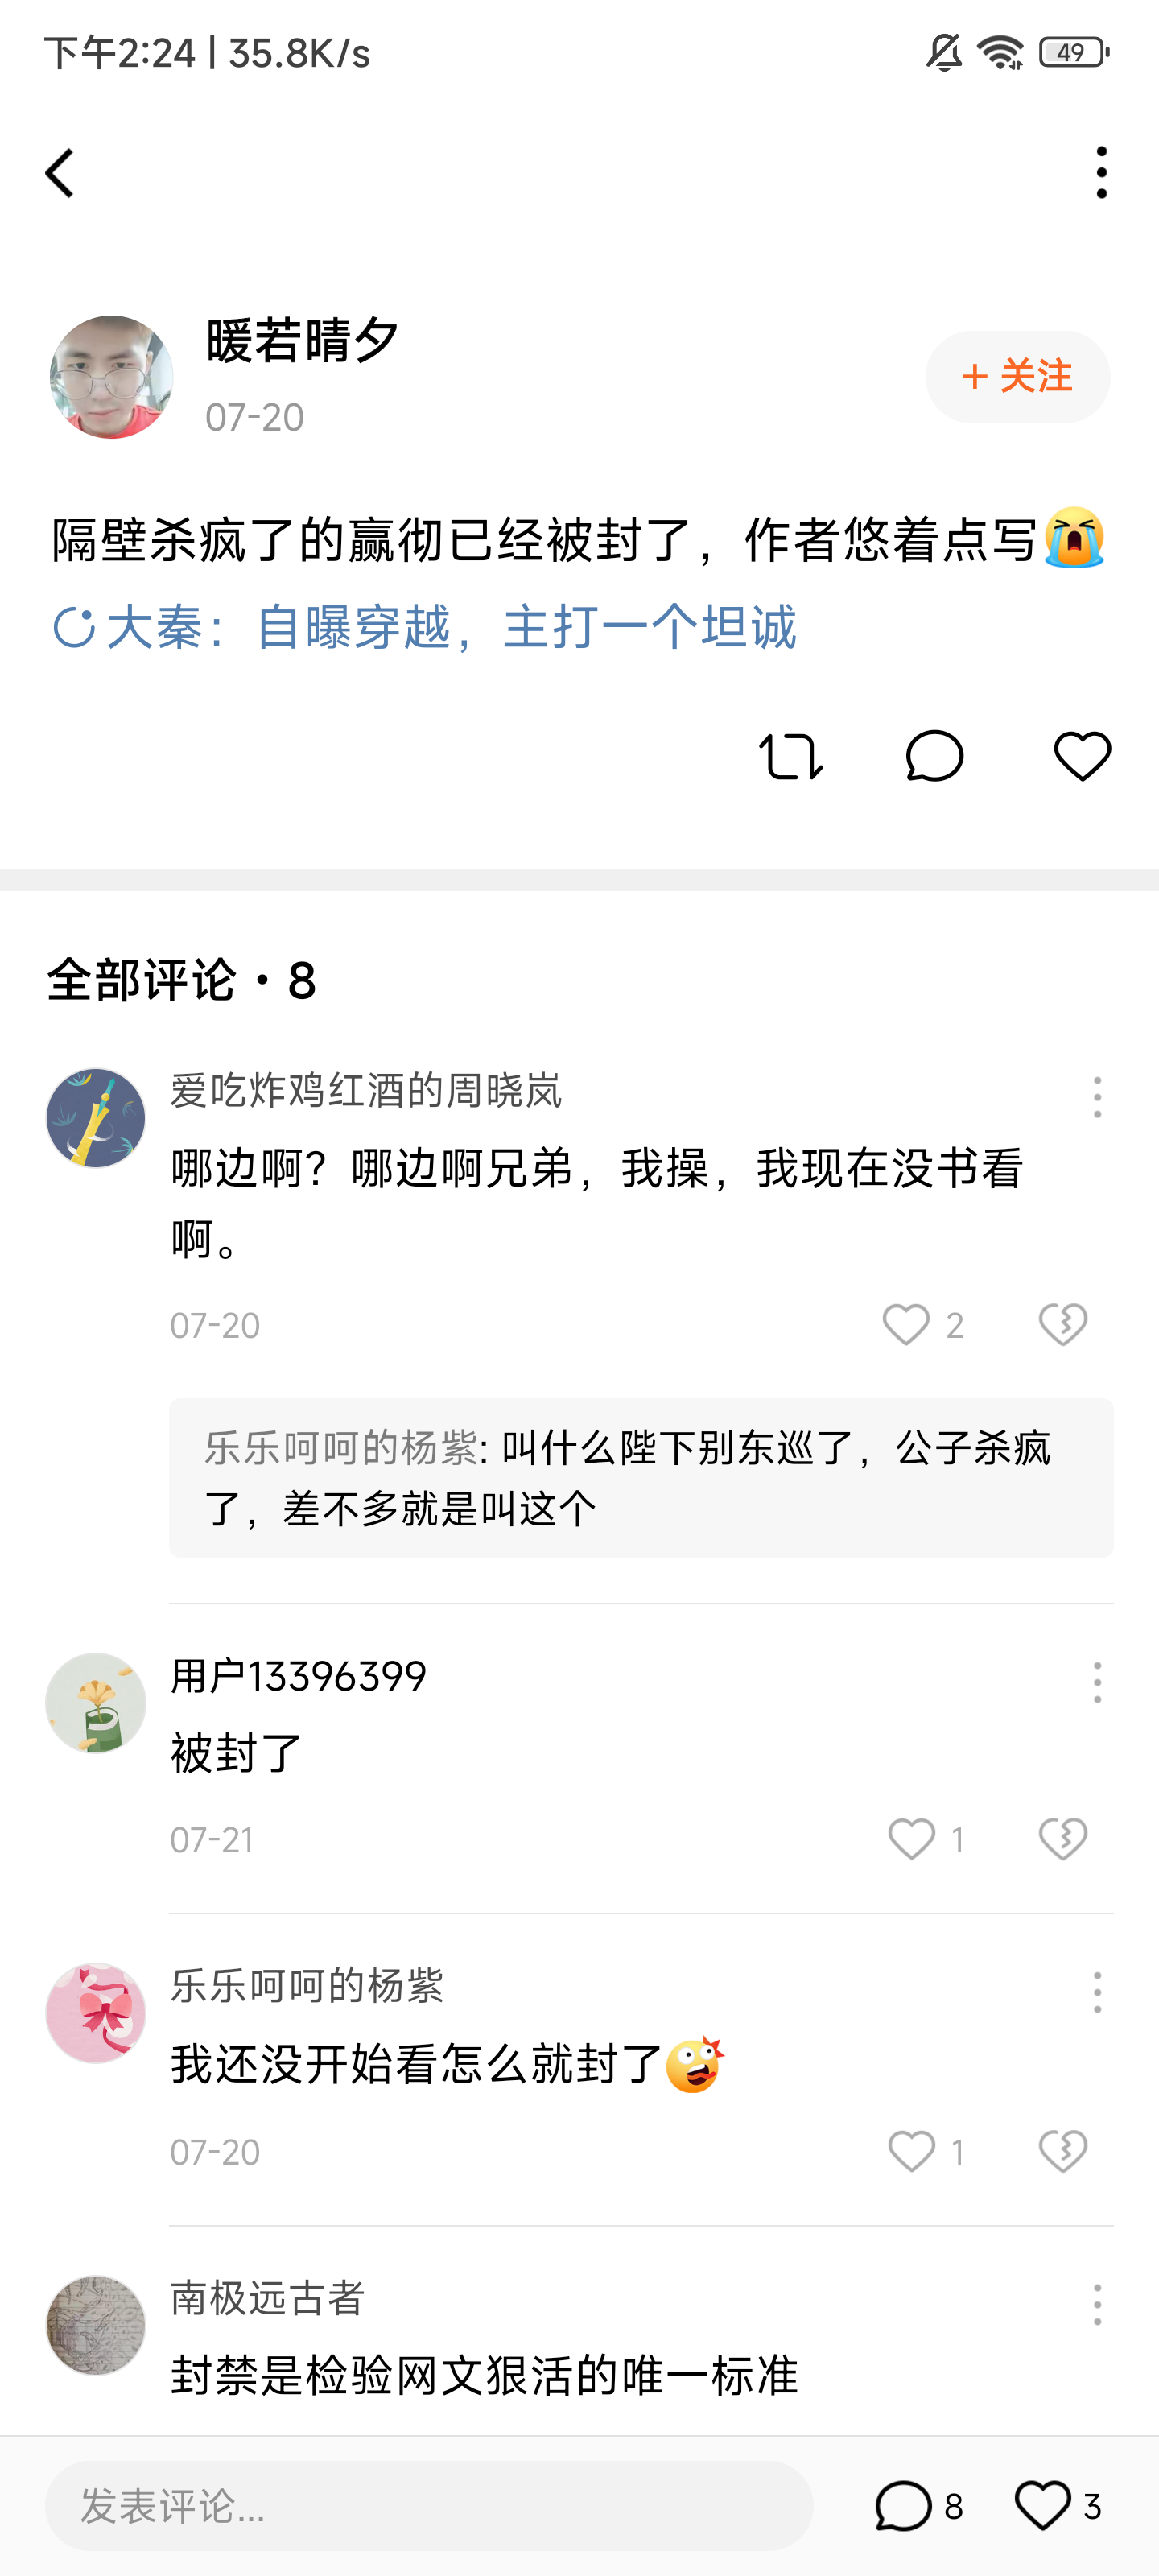 下午2:24 | 35.8K/s
49
暖若晴夕
07-20
+ 关注
隔壁杀疯了的赢彻已经被封了，作者悠着点写😭
大秦：自曝穿越，主打一个坦诚
全部评论·8
爱吃炸鸡红酒的周晓岚
哪边啊？哪边啊兄弟，我操，我现在没书看
啊。
07-20
2
乐乐呵呵的杨紫: 叫什么陛下别东巡了，公子杀疯
了，差不多就是叫这个
用户13396399
被封了
07-21
1
乐乐呵呵的杨紫
我还没开始看怎么就封了
07-20
1
南极远古者
封禁是检验网文狠活的唯一标准
发表评论...
8
3